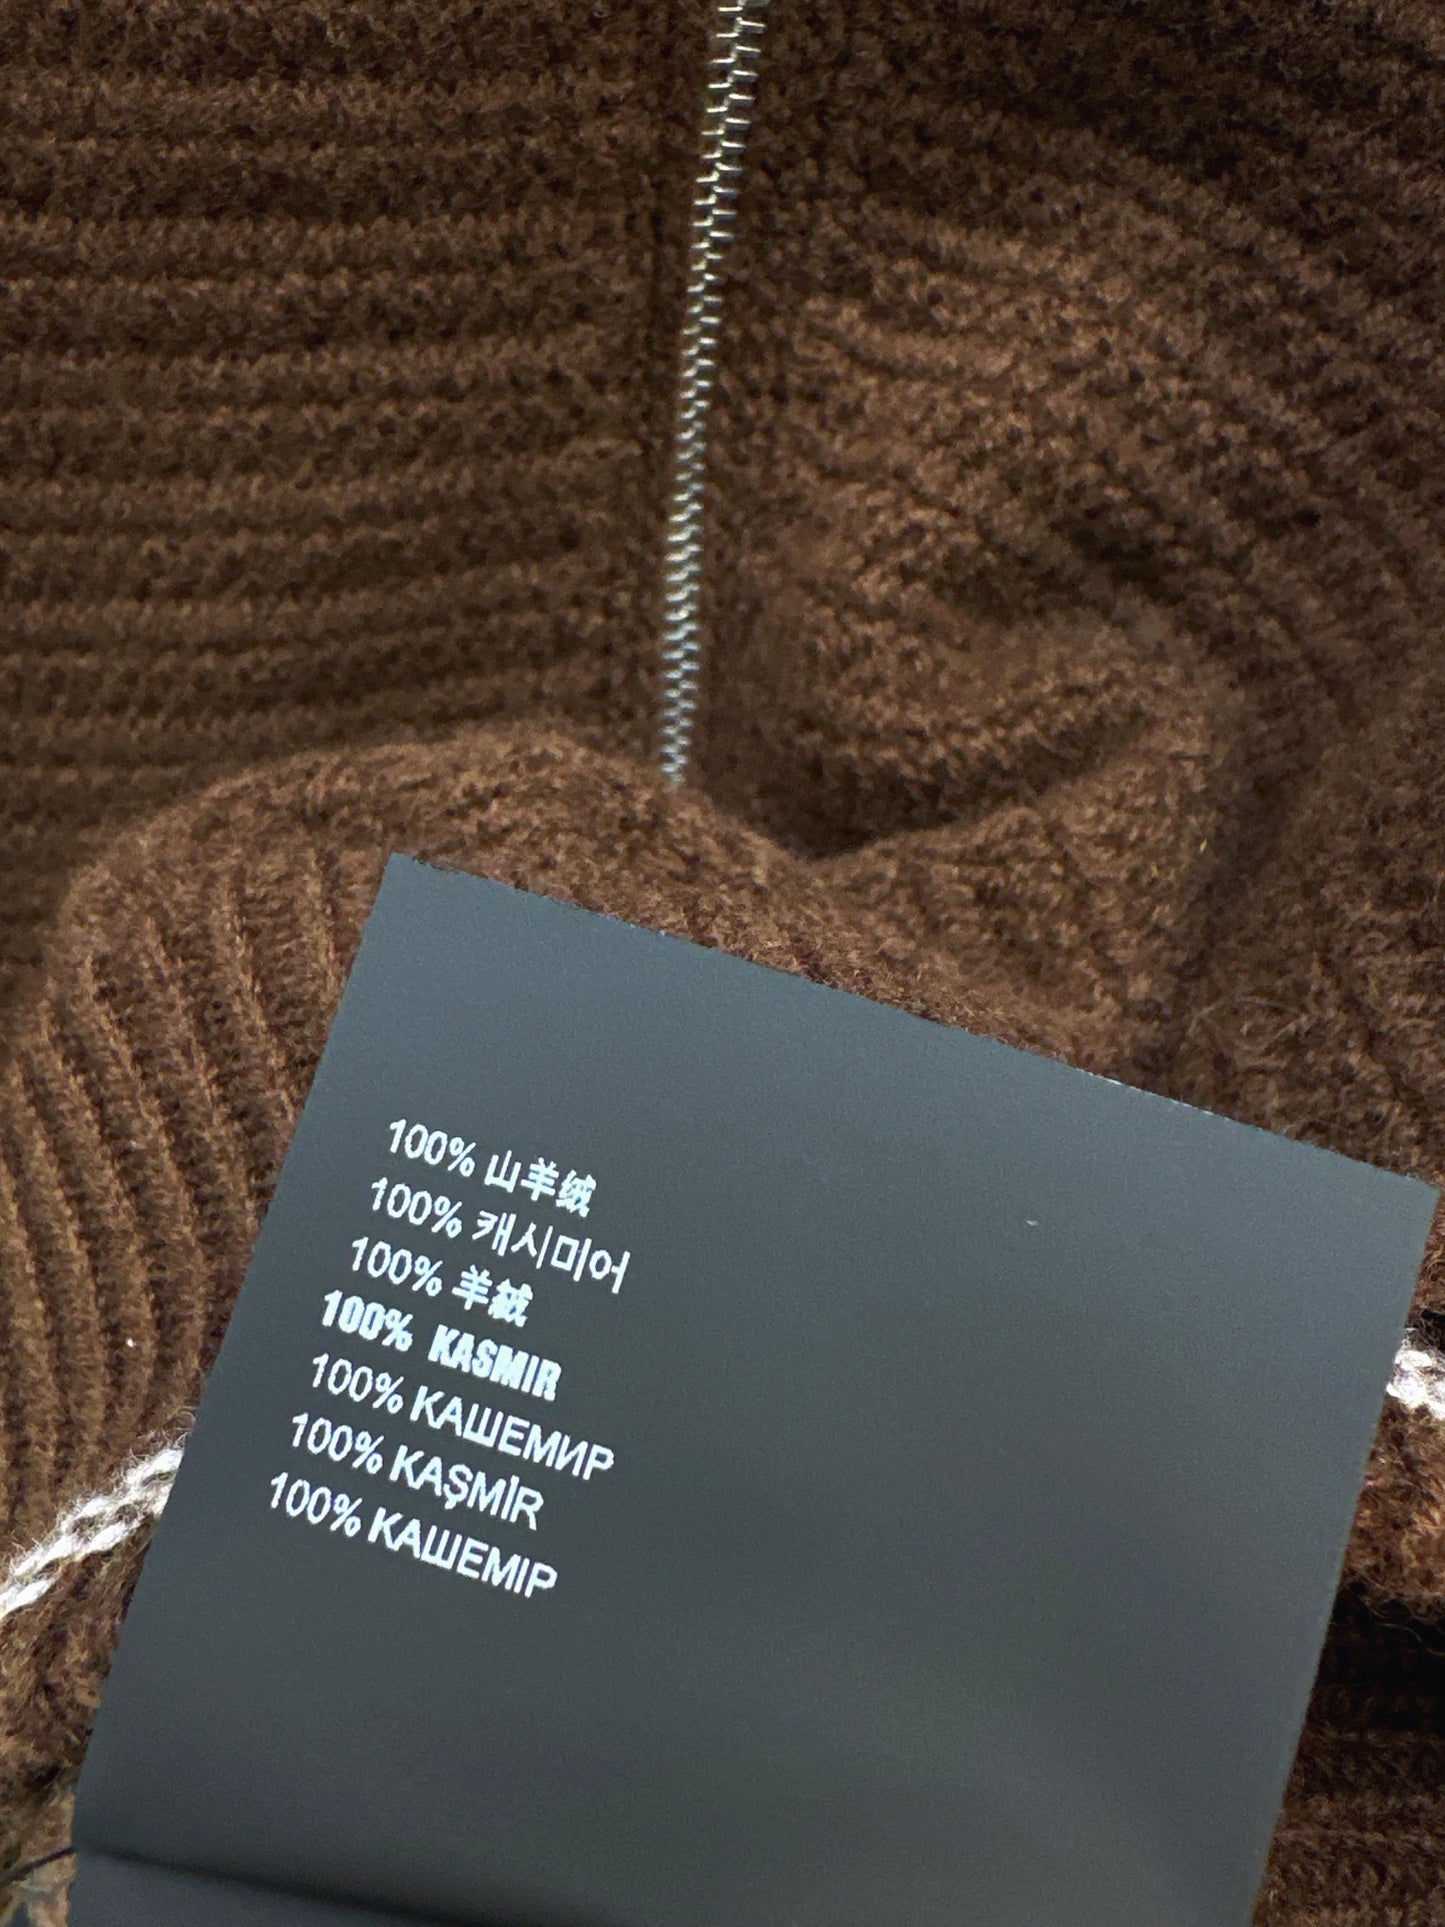 100% 山羊绒
100% 캐시미어
100% 羊絨
100% KASMIR
100% КАШЕМИР
100% KAŞMİR
100% КАШЕМІР